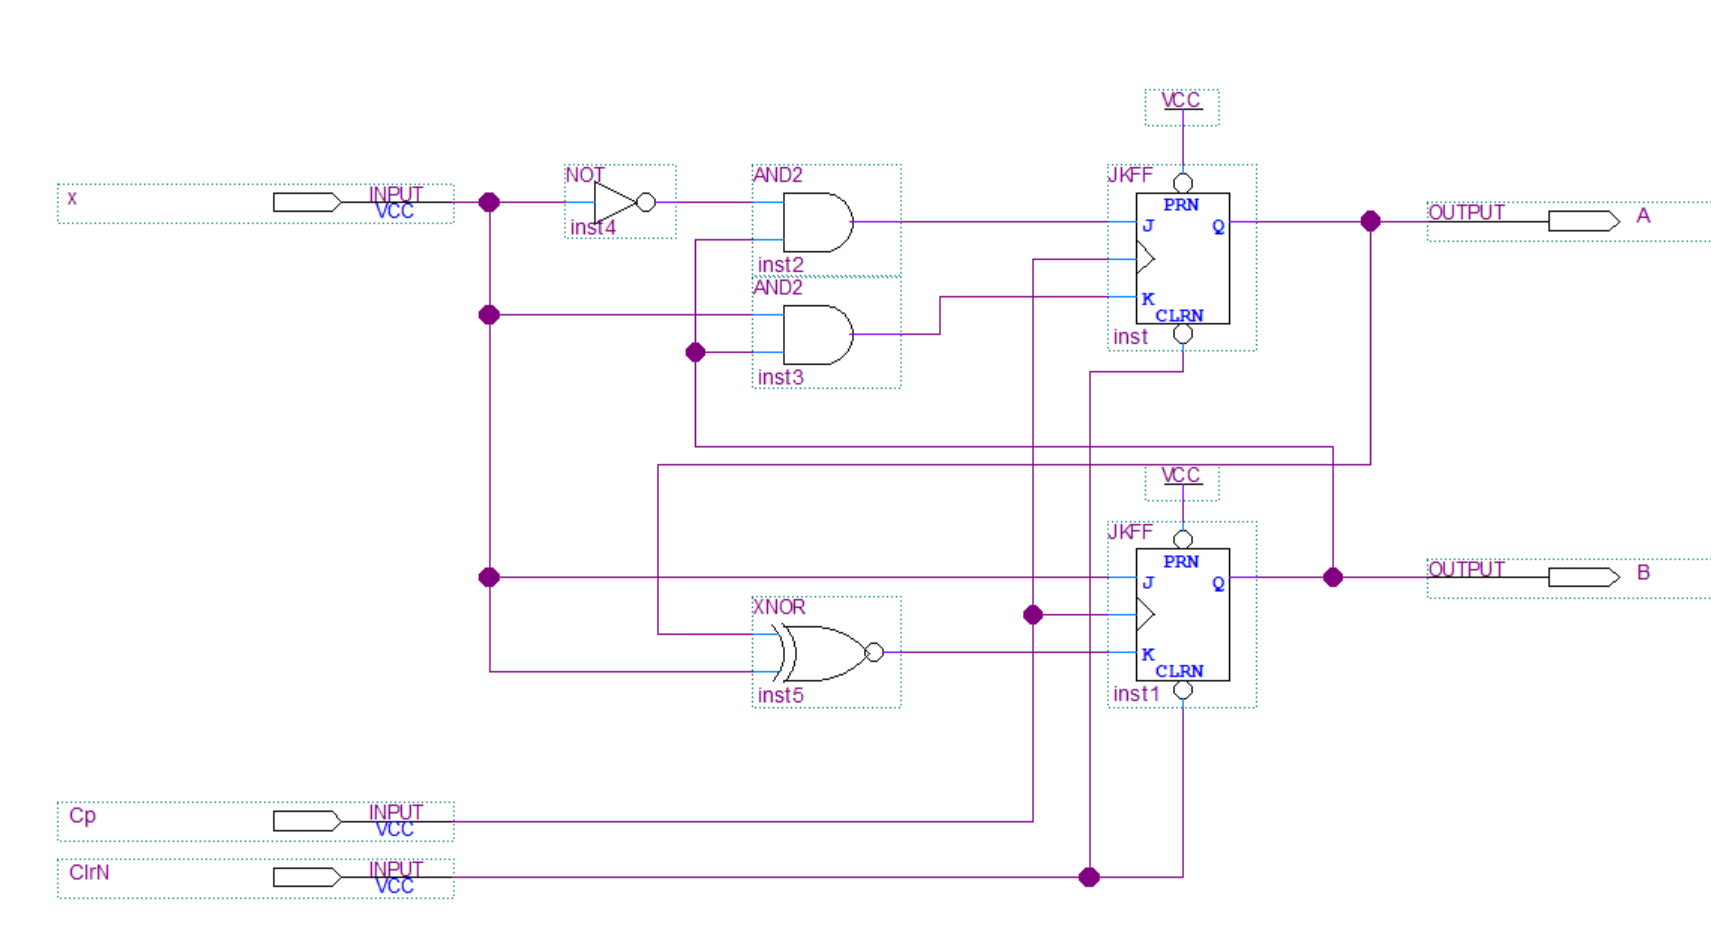 VCC
NOT
AND2
JKFF
x
INPUT
VCC
PRN
J
Q
OUTPUT
A
inst4
inst2
AND2
K
CLRN
inst
inst3
VCC
JKFF
PRN
J
Q
OUTPUT
B
XNOR
K
CLRN
inst5
inst1
Cp
INPUT
VCC
ClrN
INPUT
VCC